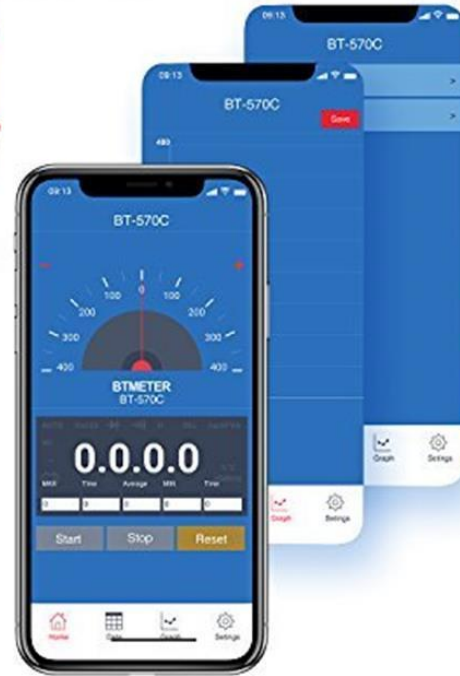 09:13
BT-570C
>
>
Graph
Settings
09:13
BT-570C
Save
400
Graph
Settings
09:13
BT-570C
- +
0
100 100
200 200
300 300
400 400
BTMETER
BT-570C
AUTO
0.0.0.0
MAX Time Average MIN Time
0 0 0 0 0
Start Stop Reset
Home Data Graph Settings